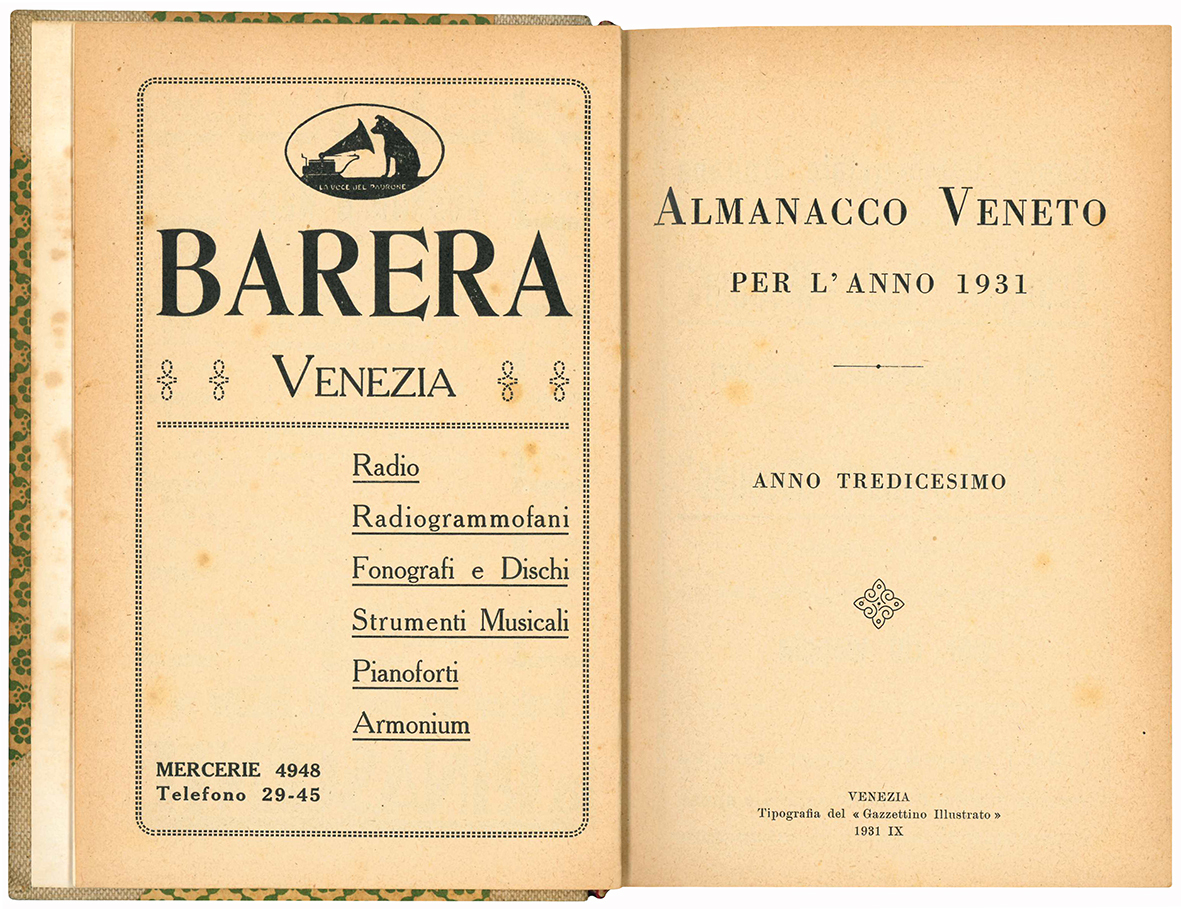 LA VOCE DEL PADRONE
BARERA
VENEZIA
Radio
Radiogrammofani
Fonografi e Dischi
Strumenti Musicali
Pianoforti
Armonium
MERCERIE 4948
Telefono 29-45
ALMANACCO VENETO
PER L'ANNO 1931
ANNO TREDICESIMO
VENEZIA
Tipografia del « Gazzettino Illustrato »
1931 IX